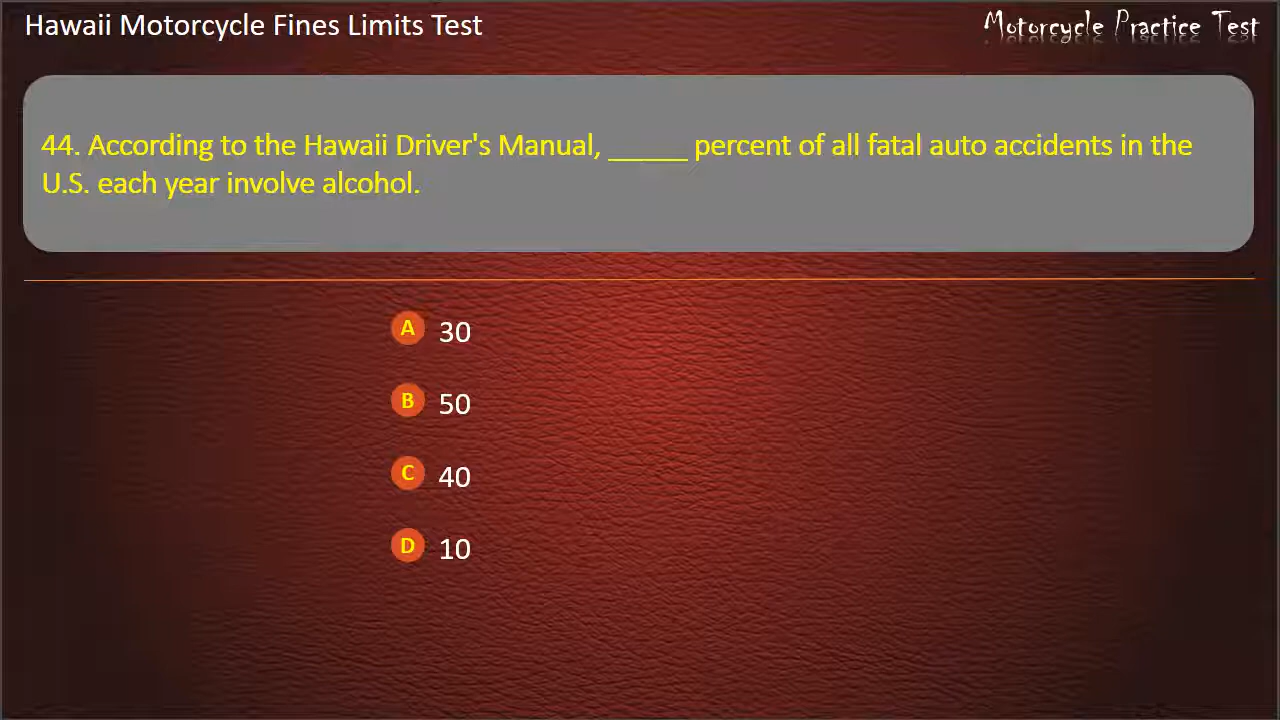 Hawaii Motorcycle Fines Limits Test
Motorcycle Practice Test
44. According to the Hawaii Driver's Manual, _____ percent of all fatal auto accidents in the
U.S. each year involve alcohol.
A 30
B 50
C 40
D 10